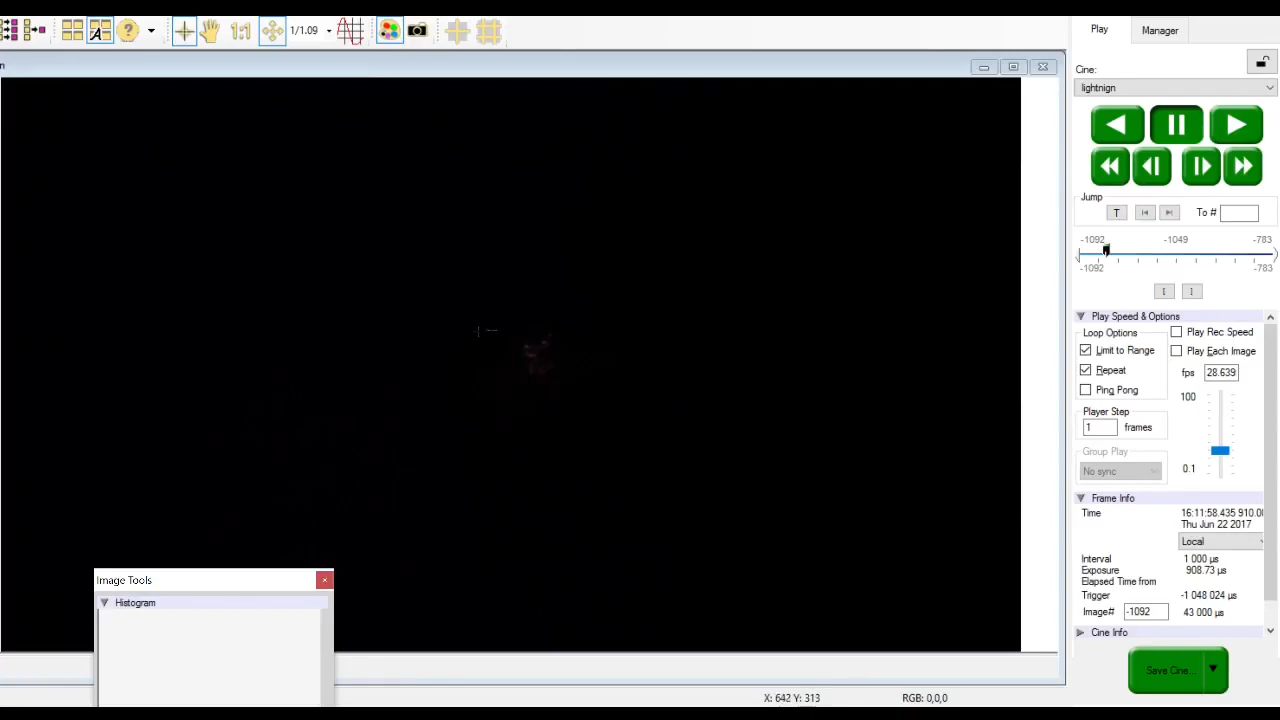 A
1:1
?
1/1.09
n
Play
Manager
Cine:
lightnign
Jump
T
To #
-1092
-1049
-783
-1092
-783
Play Speed & Options
Loop Options
Play Rec Speed
Limit to Range
Play Each Image
Repeat
fps
28.639
Ping Pong
100
Player Step
1
frames
Group Play
No sync
0.1
Frame Info
Time
16:11:58.435 910.00
Thu Jun 22 2017
Local
Interval
1 000 µs
Exposure
908.73 µs
Elapsed Time from
Trigger
-1 048 024 µs
Image#
-1092
43 000 µs
Cine Info
Save Cine...
Image Tools
Histogram
X: 642 Y: 313
RGB: 0,0,0